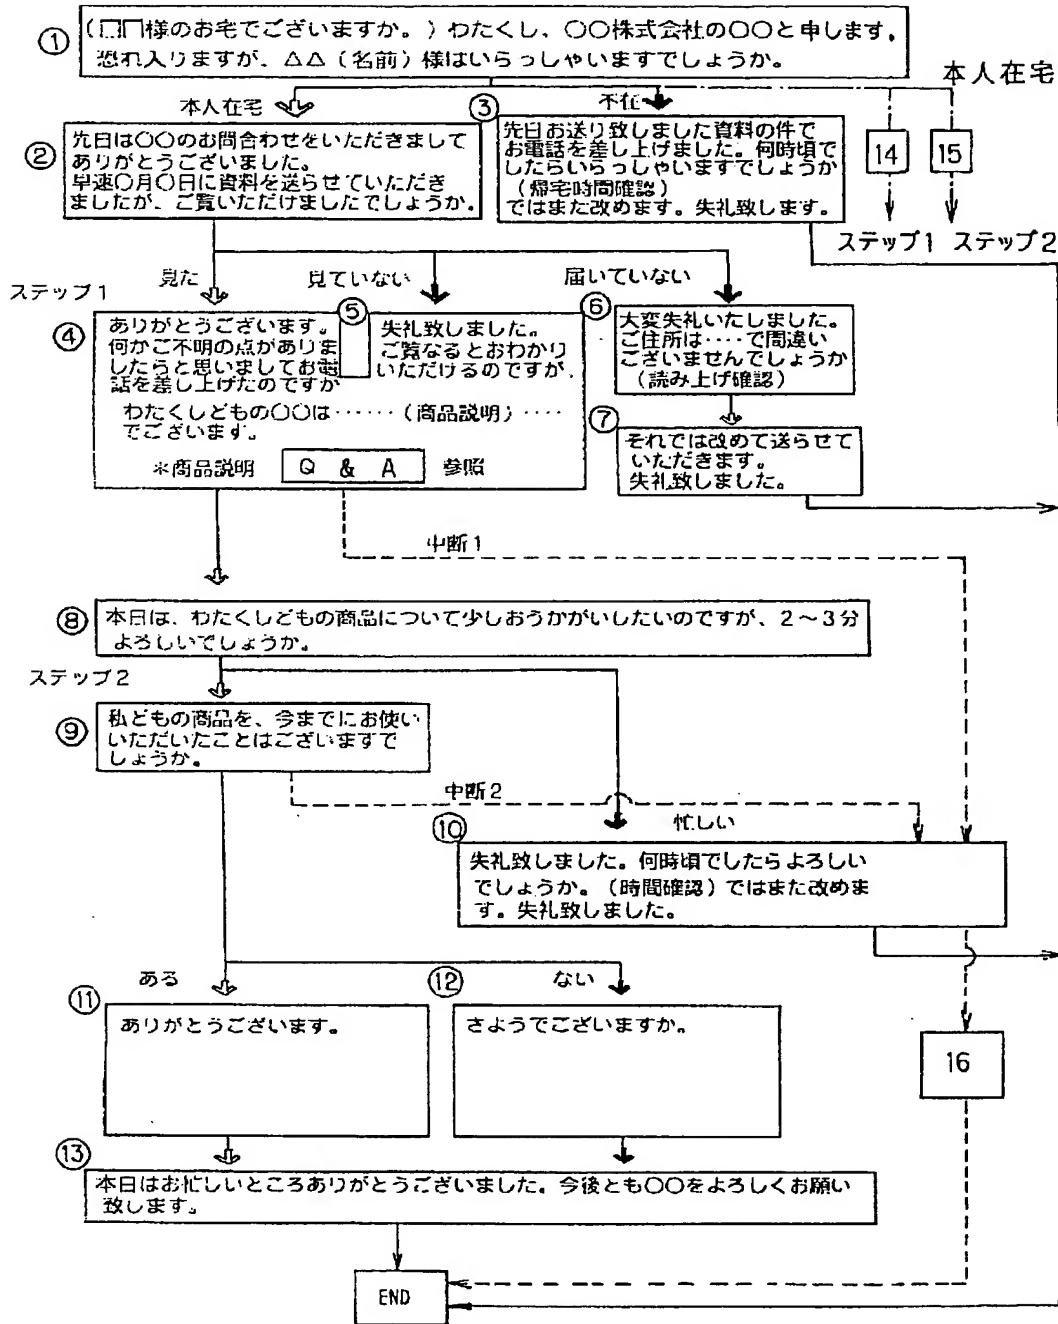 ①
(□□様のお宅でございますか。)わたくし、○○株式会社の○○と申します。
恐れ入りますが、△△(名前)様はいらっしゃいますでしょうか。
本人在宅
不在
本人在宅
②
先日は○○のお問合わせをいただきまして
ありがとうございました。
早速○月○日に資料を送らせていただき
ましたが、ご覧いただけましたでしょうか。
③
先日お送り致しました資料の件で
お電話を差し上げました。何時頃で
したらいらっしゃいますでしょうか
(帰宅時間確認)
ではまた改めます。失礼致します。
14
15
ステップ1
ステップ2
ステップ1
見た
見ていない
届いていない
④
ありがとうございます。
何かご不明の点がありま
したらと思いましてお電
話を差し上げたのですが
⑤
失礼致しました。
ご覧なるとおわかり
いただけるのですが、
わたくしどもの○○は……(商品説明)‥‥
でございます。
*商品説明
Q & A
参照
⑥
大変失礼いたしました。
ご住所は‥‥で間違い
ございませんでしょうか
(読み上げ確認)
⑦
それでは改めて送らせて
いただきます。
失礼致しました。
中断1
⑧
本日は、わたくしどもの商品について少しおうかがいしたいのですが、2～3分
よろしいでしょうか。
ステップ2
⑨
私どもの商品を、今までにお使い
いただいたことはございますで
しょうか。
中断2
忙しい
⑩
失礼致しました。何時頃でしたらよろしい
でしょうか。(時間確認)ではまた改めま
す。失礼致しました。
ある
ない
⑪
ありがとうございます。
⑫
さようでございますか。
16
⑬
本日はお忙しいところありがとうございました。今後とも○○をよろしくお願い
致します。
END